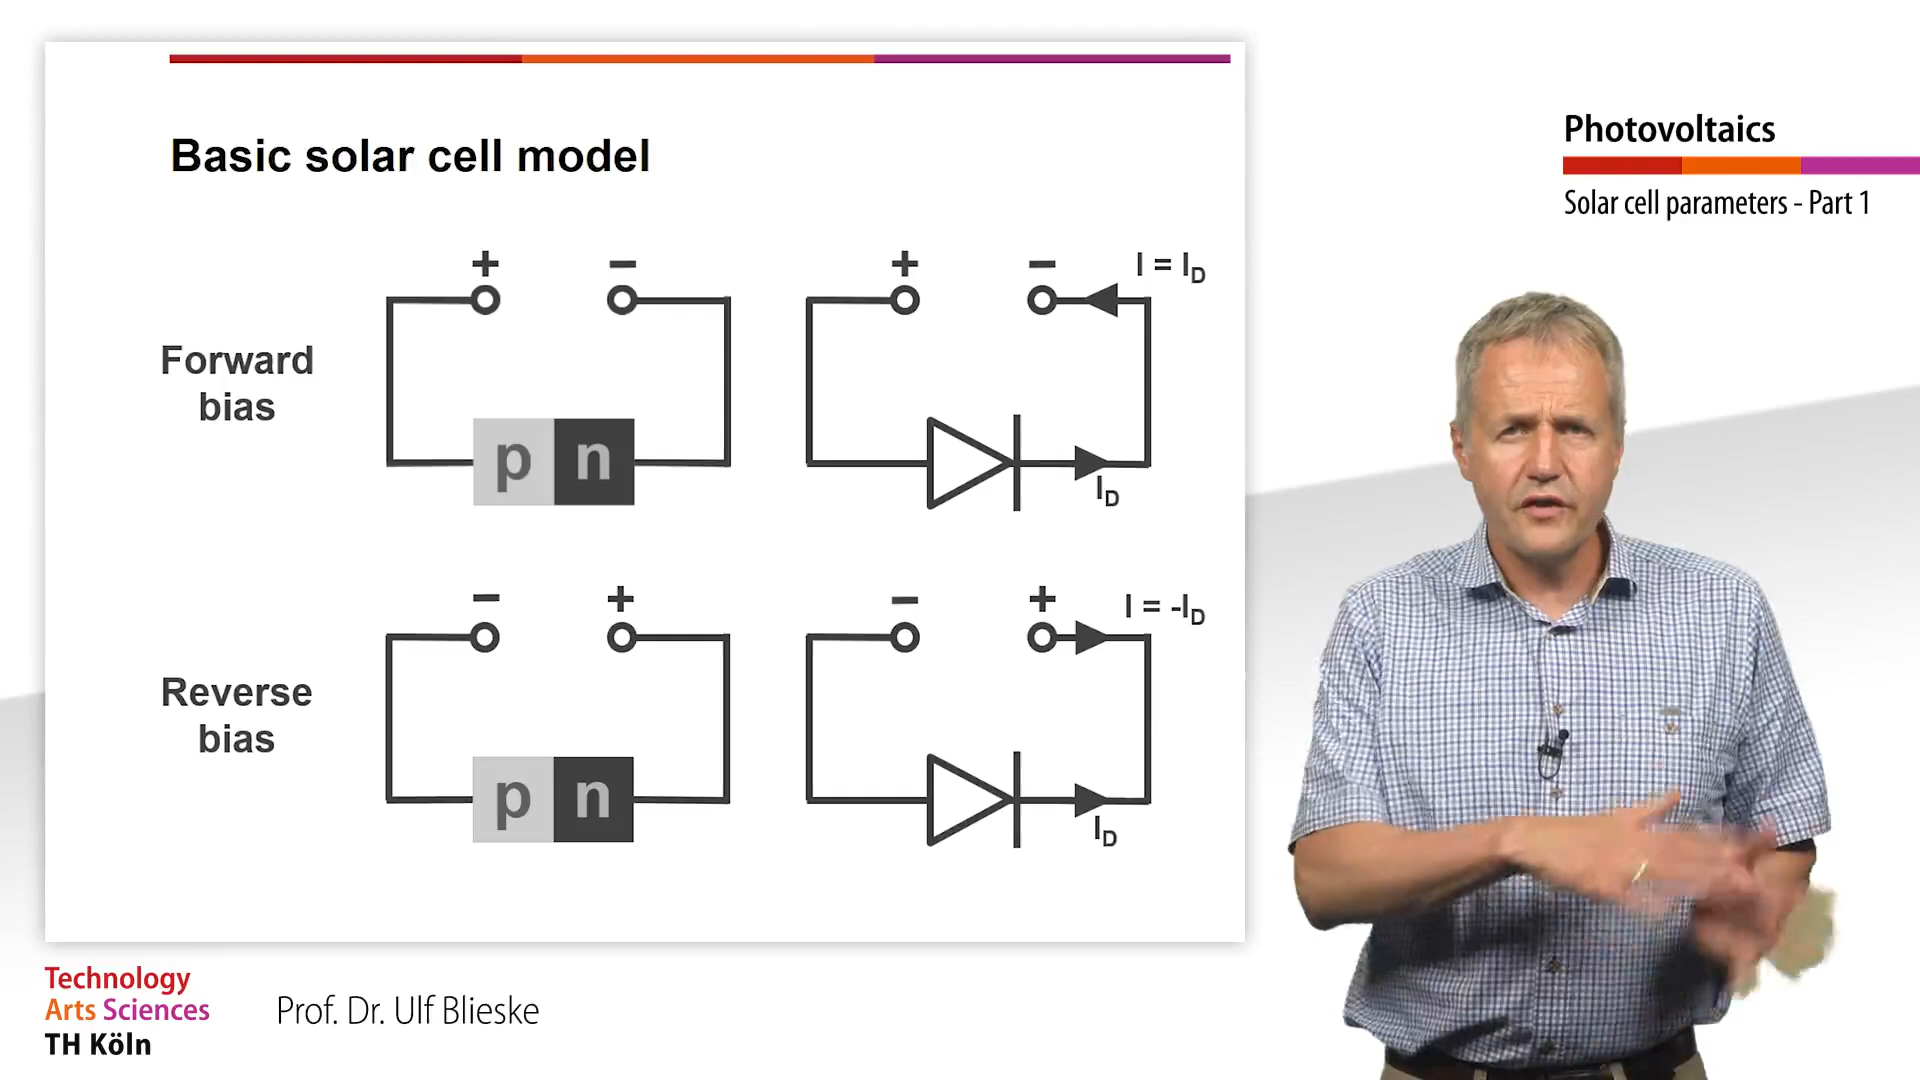 Basic solar cell model
Photovoltaics
Solar cell parameters - Part 1
+ − + − I = I_D
Forward
bias
p n
I_D
− + − + I = -I_D
Reverse
bias
p n
I_D
Technology
Arts Sciences
TH Köln
Prof. Dr. Ulf Blieske